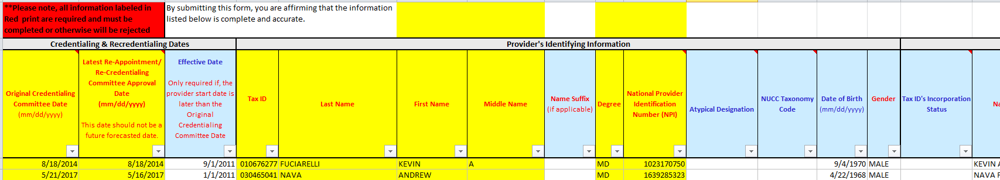 **Please note, all information labeled in
Red print are required and must be
completed or otherwise will be rejected
By submitting this form, you are affirming that the information
listed below is complete and accurate.
Credentialing & Recredentialing Dates
Provider's Identifying Information
Original Credentialing
Committee Date
(mm/dd/yyyy)
Latest Re-Appointment/
Re-Credentialing
Committee Approval
Date
(mm/dd/yyyy)
This date should not be a
future forecasted date.
Effective Date
Only required if, the
provider start date is
later than the
Original
Credentialing
Committee Date
Tax ID
Last Name
First Name
Middle Name
Name Suffix
(if applicable)
Degree
National Provider
Identification
Number (NPI)
Atypical Designation
NUCC Taxonomy
Code
Date of Birth
(mm/dd/yyyy)
Gender
Tax ID's Incorporation
Status
Na
8/18/2014 8/18/2014 9/1/2011 010676277 FUCIARELLI KEVIN A MD 1023170750 9/4/1970 MALE KEVIN A
5/21/2017 5/16/2017 1/1/2011 030465041 NAVA ANDREW MD 1639285323 4/22/1968 MALE NAVA